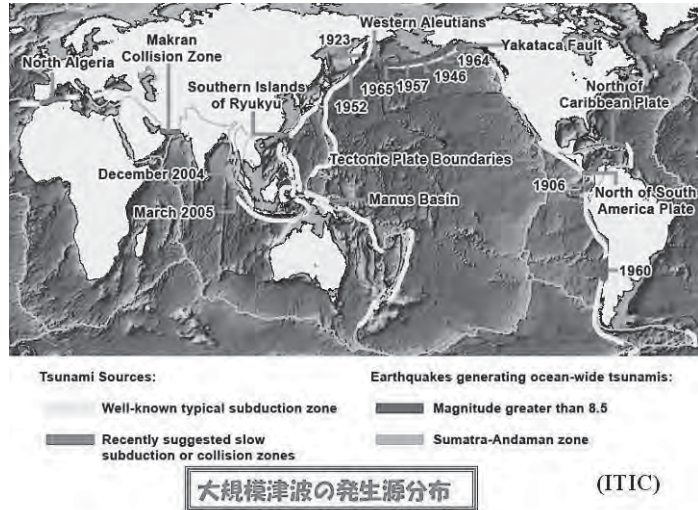 Western Aleutians
1923
Makran
Collision Zone
Yakataca Fault
North Algeria
1964
Southern Islands
of Ryukyu
1946
1957
1965
1952
North of
Caribbean Plate
Tectonic Plate Boundaries
December 2004
1906
North of South
America Plate
Manus Basin
March 2005
1960
Tsunami Sources:
Well-known typical subduction zone
Recently suggested slow
subduction or collision zones
Earthquakes generating ocean-wide tsunamis:
Magnitude greater than 8.5
Sumatra-Andaman zone
大規模津波の発生源分布
(ITIC)